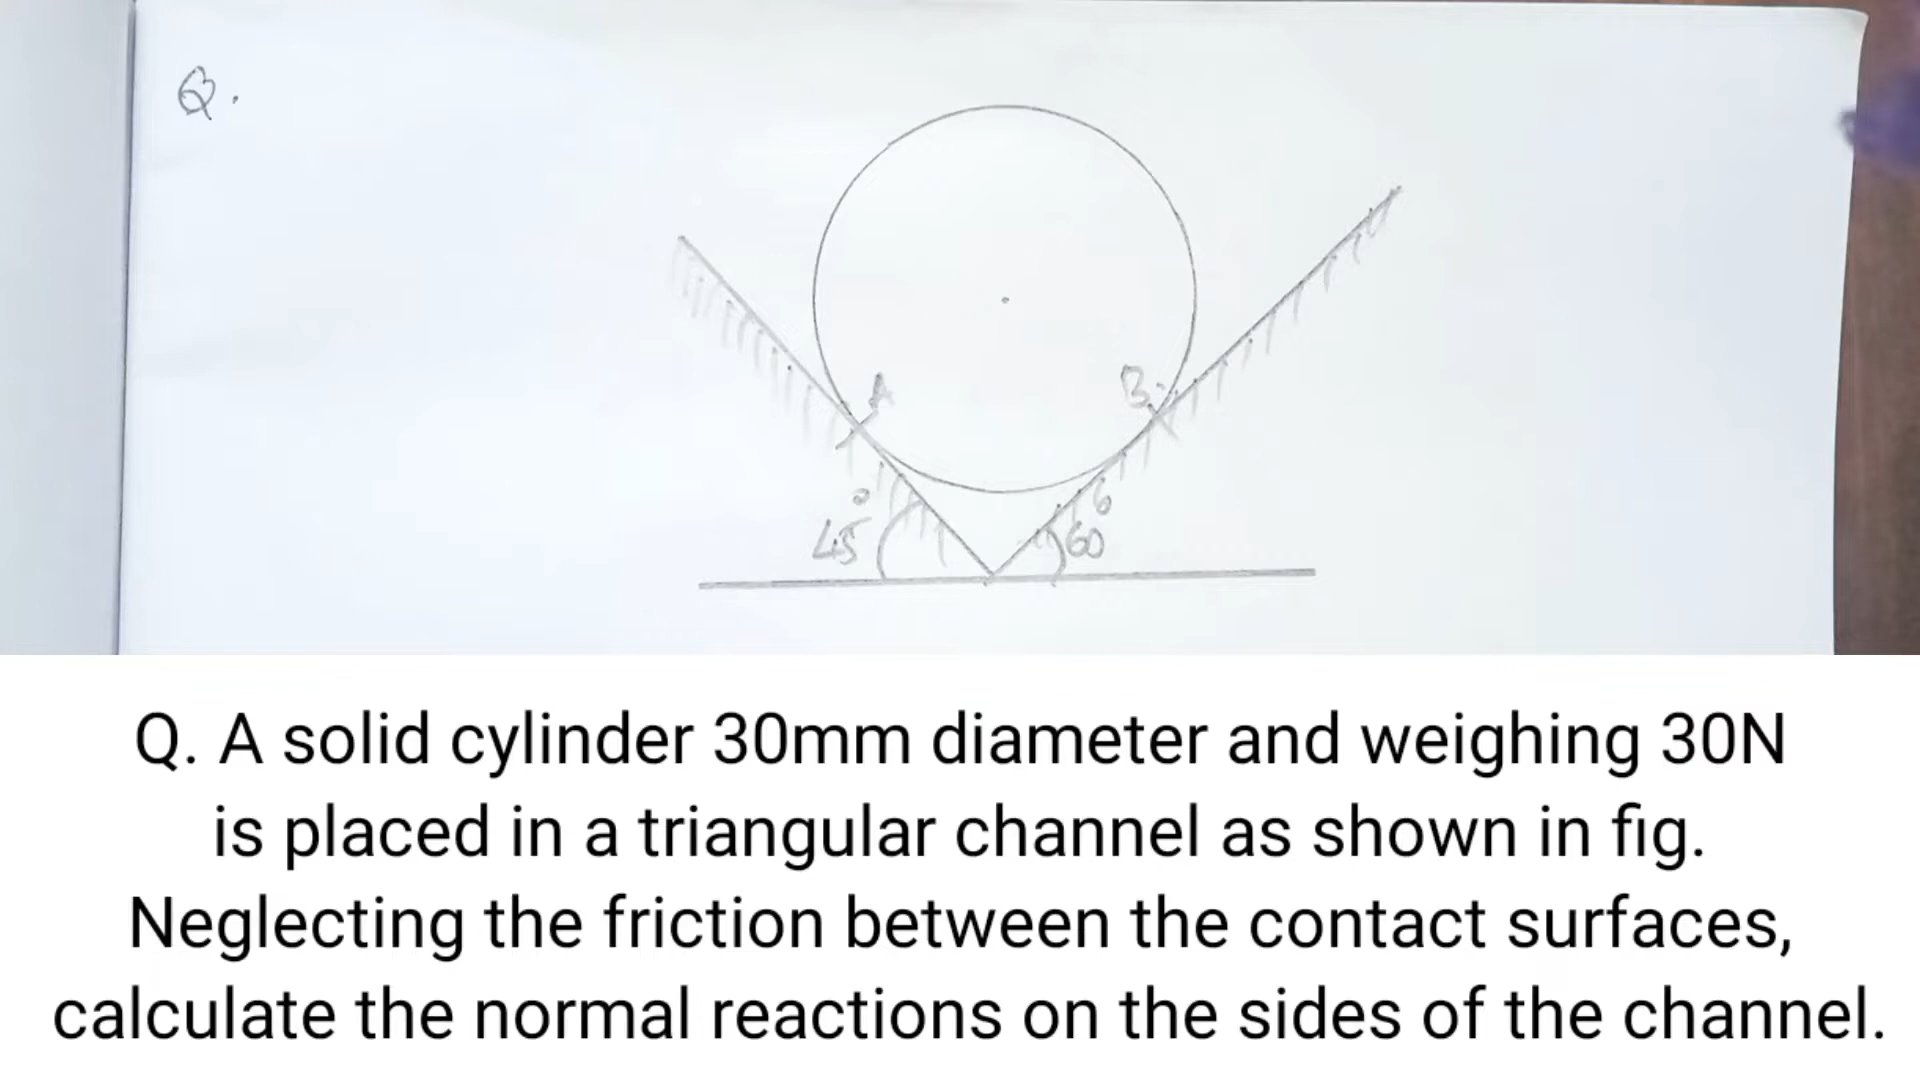 Q.
A
B
45°
60°
Q. A solid cylinder 30mm diameter and weighing 30N
is placed in a triangular channel as shown in fig.
Neglecting the friction between the contact surfaces,
calculate the normal reactions on the sides of the channel.